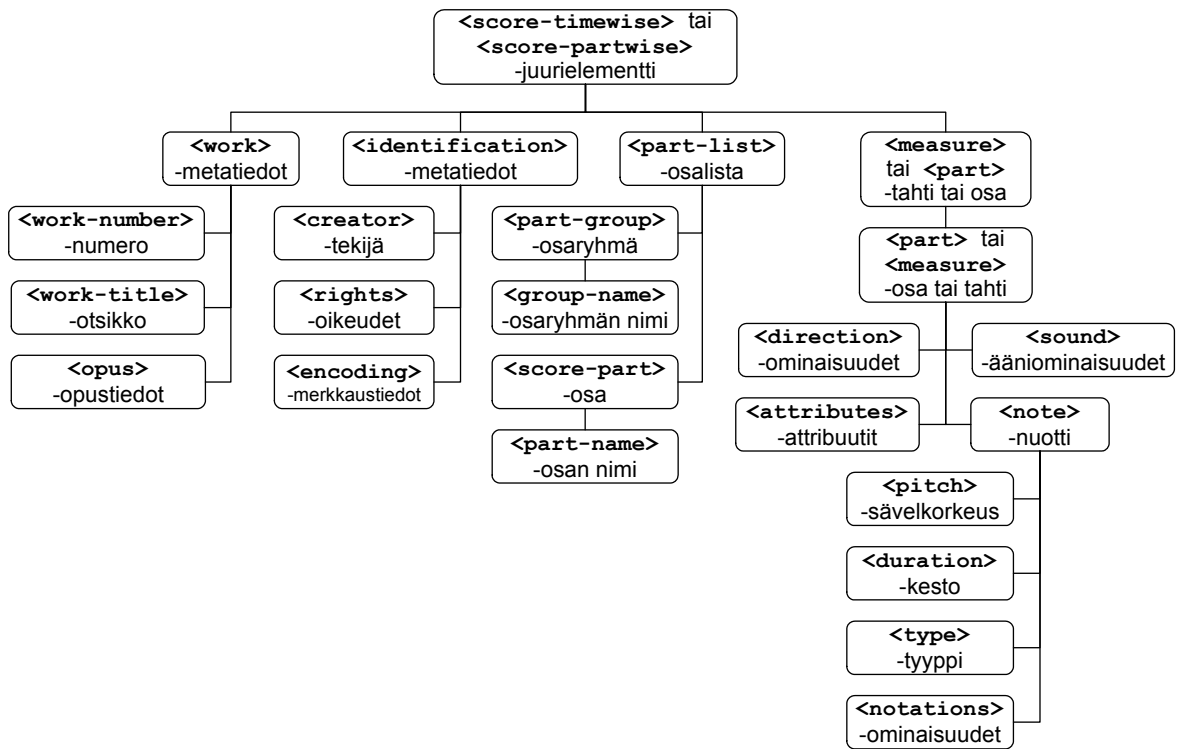 <score-timewise> tai
<score-partwise>
-juurielementti
<work>
-metatiedot
<work-number>
-numero
<work-title>
-otsikko
<opus>
-opustiedot
<identification>
-metatiedot
<creator>
-tekijä
<rights>
-oikeudet
<encoding>
-merkkaustiedot
<part-list>
-osalista
<part-group>
-osaryhmä
<group-name>
-osaryhmän nimi
<score-part>
-osa
<part-name>
-osan nimi
<measure>
tai <part>
-tahti tai osa
<part> tai
<measure>
-osa tai tahti
<direction>
-ominaisuudet
<sound>
-ääniominaisuudet
<attributes>
-attribuutit
<note>
-nuotti
<pitch>
-sävelkorkeus
<duration>
-kesto
<type>
-tyyppi
<notations>
-ominaisuudet